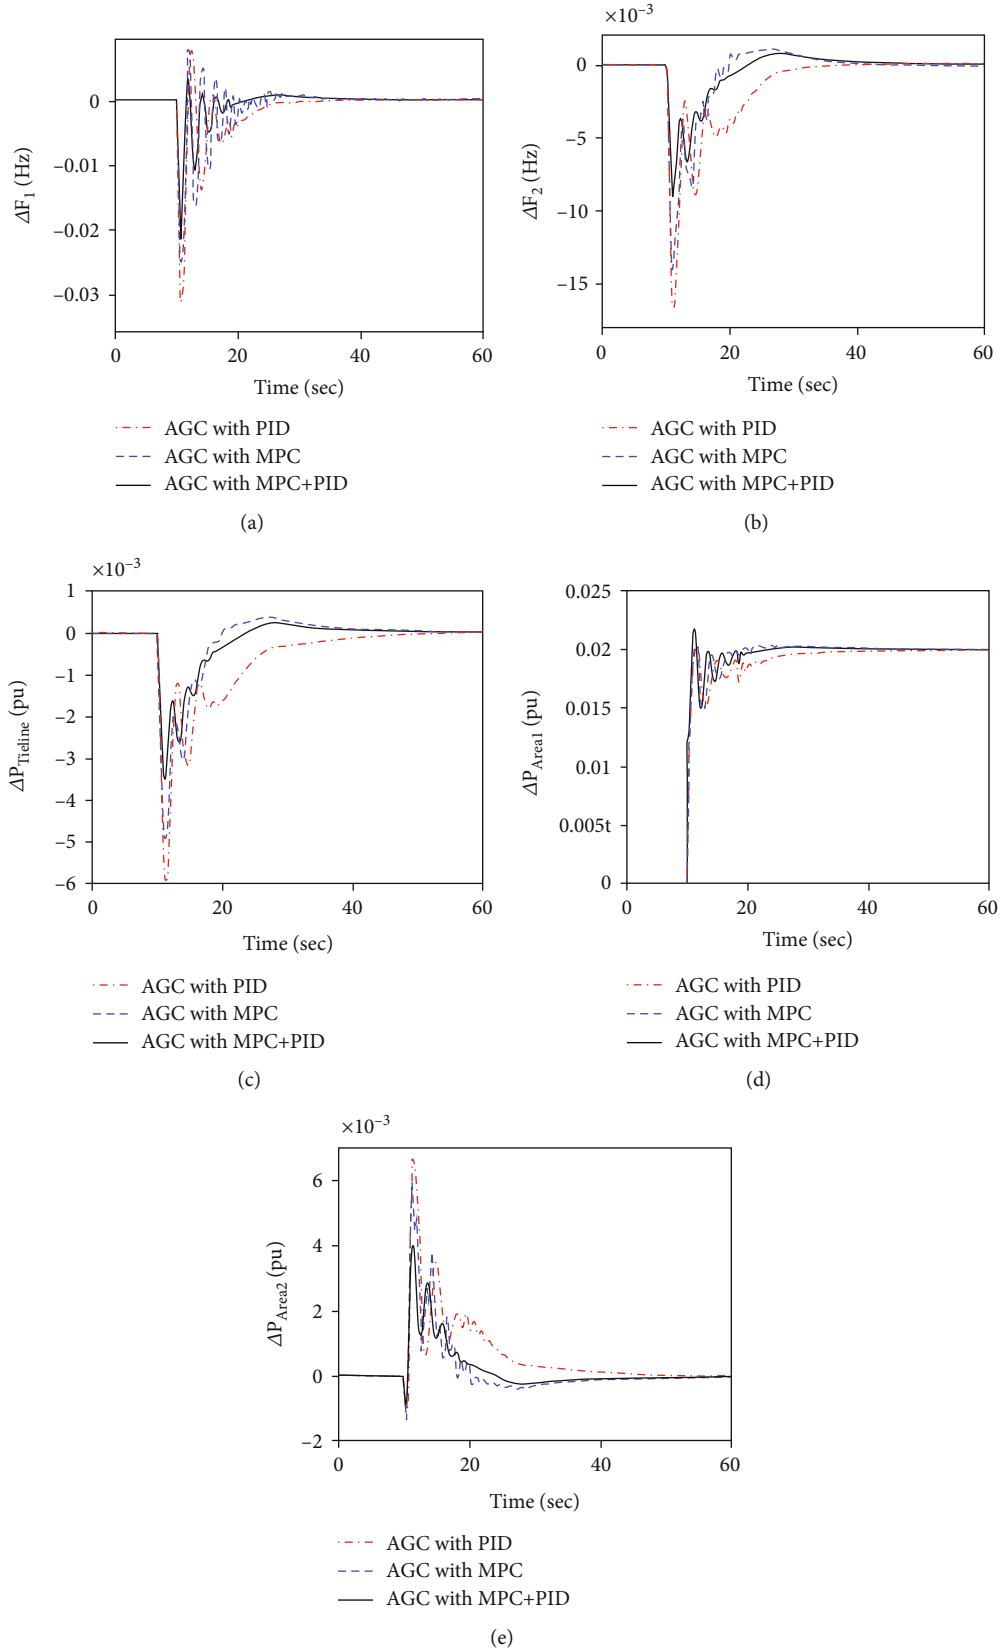 0
−0.01
−0.02
−0.03
ΔF1 (Hz)
0 20 40 60
Time (sec)
AGC with PID
AGC with MPC
AGC with MPC+PID
(a)
×10−3
0
−5
−10
−15
ΔF2 (Hz)
0 20 40 60
Time (sec)
AGC with PID
AGC with MPC
AGC with MPC+PID
(b)
×10−3
1
0
−1
−2
−3
−4
−5
−6
ΔPTieline (pu)
0 20 40 60
Time (sec)
AGC with PID
AGC with MPC
AGC with MPC+PID
(c)
0.025
0.02
0.015
0.01
0.005t
0
ΔPArea1 (pu)
0 20 40 60
Time (sec)
AGC with PID
AGC with MPC
AGC with MPC+PID
(d)
×10−3
6
4
2
0
−2
ΔPArea2 (pu)
0 20 40 60
Time (sec)
AGC with PID
AGC with MPC
AGC with MPC+PID
(e)